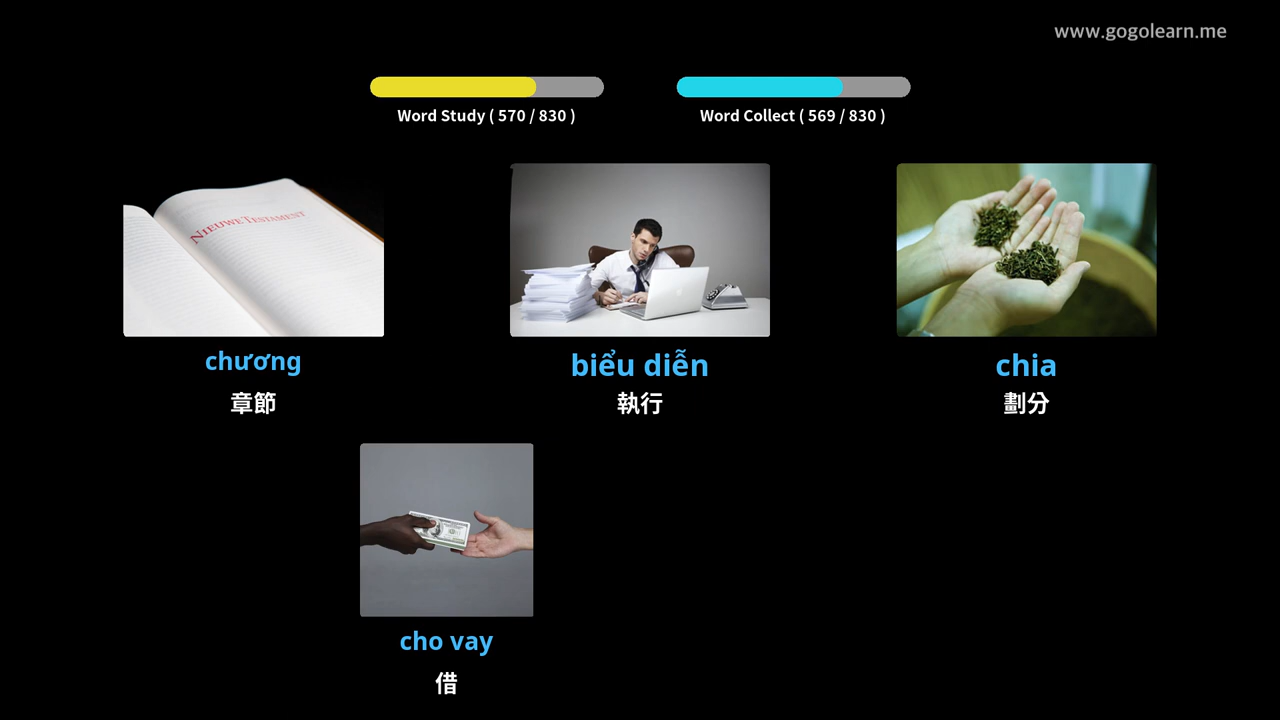 www.gogolearn.me
Word Study ( 570 / 830 )
Word Collect ( 569 / 830 )
NIEUWE TESTAMENT
chương
章節
biểu diễn
執行
chia
劃分
cho vay
借